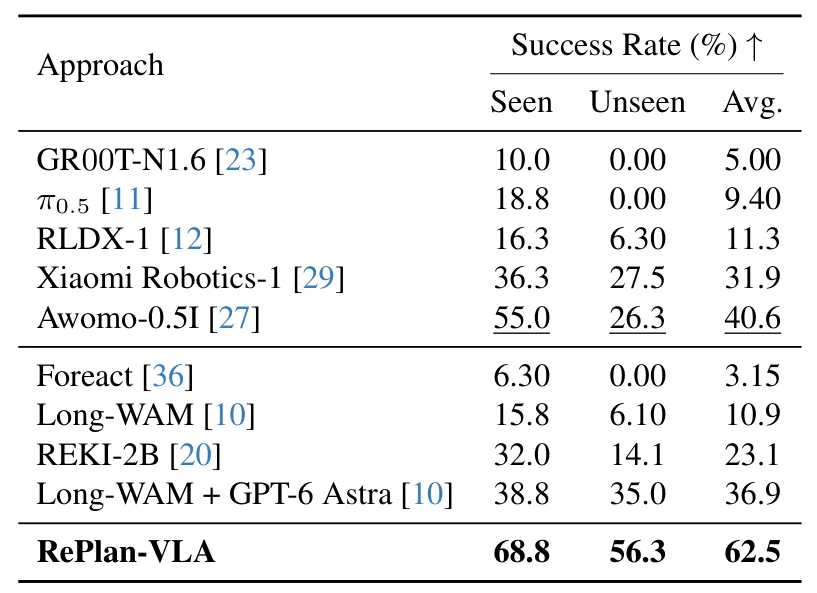 Approach Success Rate (%) ↑
Seen Unseen Avg.
GR00T-N1.6 [23] 10.0 0.00 5.00
π0.5 [11] 18.8 0.00 9.40
RLDX-1 [12] 16.3 6.30 11.3
Xiaomi Robotics-1 [29] 36.3 27.5 31.9
Awomo-0.5I [27] 55.0 26.3 40.6
Foreact [36] 6.30 0.00 3.15
Long-WAM [10] 15.8 6.10 10.9
REKI-2B [20] 32.0 14.1 23.1
Long-WAM + GPT-6 Astra [10] 38.8 35.0 36.9
RePlan-VLA 68.8 56.3 62.5